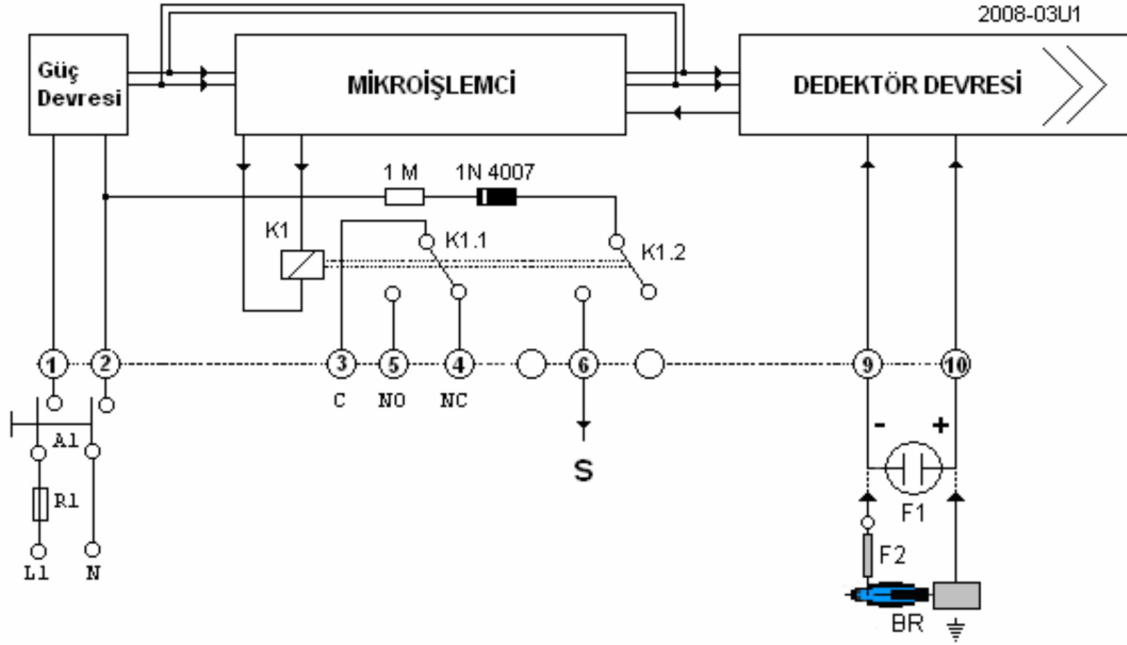 2008-03U1
Güç
Devresi
MİKROİŞLEMCİ
DEDEKTÖR DEVRESİ
1 M
1N 4007
K1
K1.1
K1.2
1
2
3
5
4
6
9
10
C
NO
NC
A1
S
-
+
F1
R1
F2
L1
N
BR